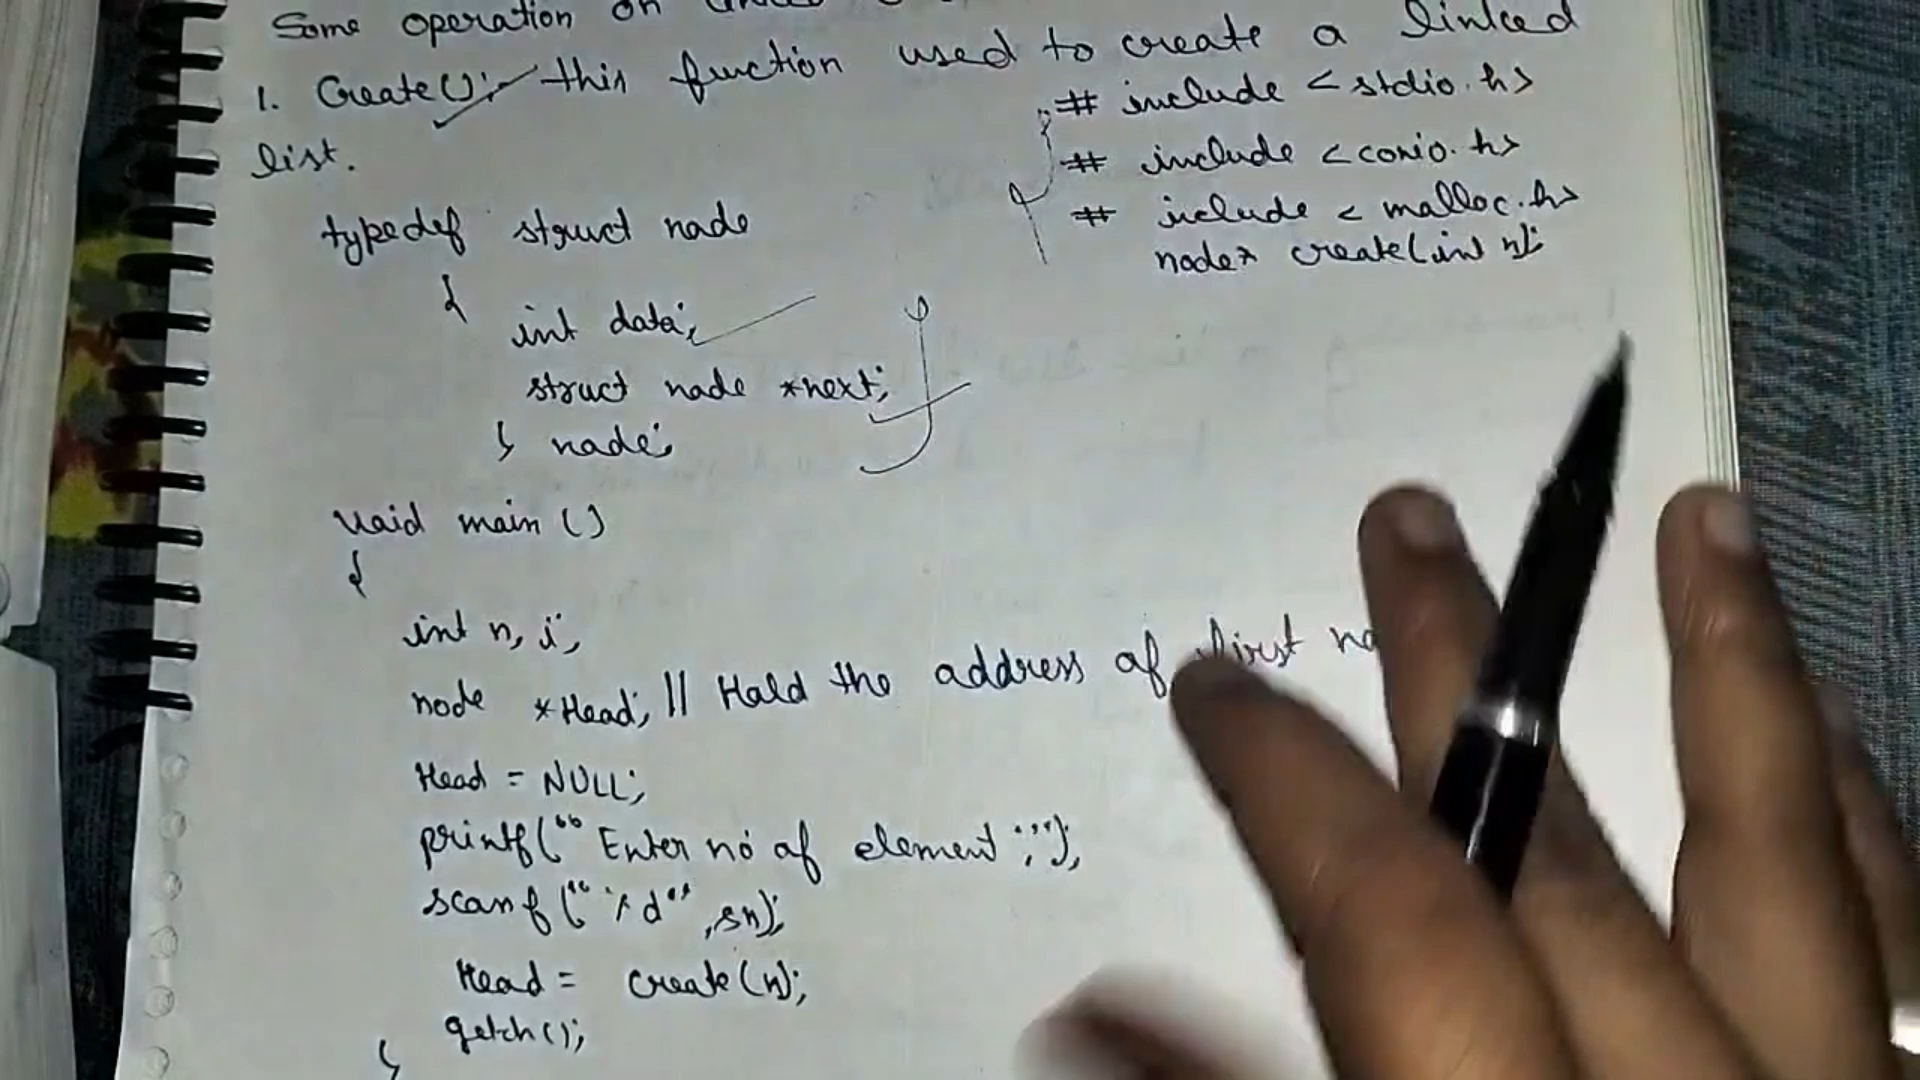 Some operation on
1. Create(); this function used to create a linked
list.
# include <stdio.h>
# include <conio.h>
# include <malloc.h>
node* create(int n);
typedef struct node
{
int data;
struct node *next;
} node;
void main ()
{
int n, i;
node *Head; // Hold the address of first
Head = NULL;
printf("Enter no of element :");
scanf("%d", &n);
Head = create(n);
getch();
}